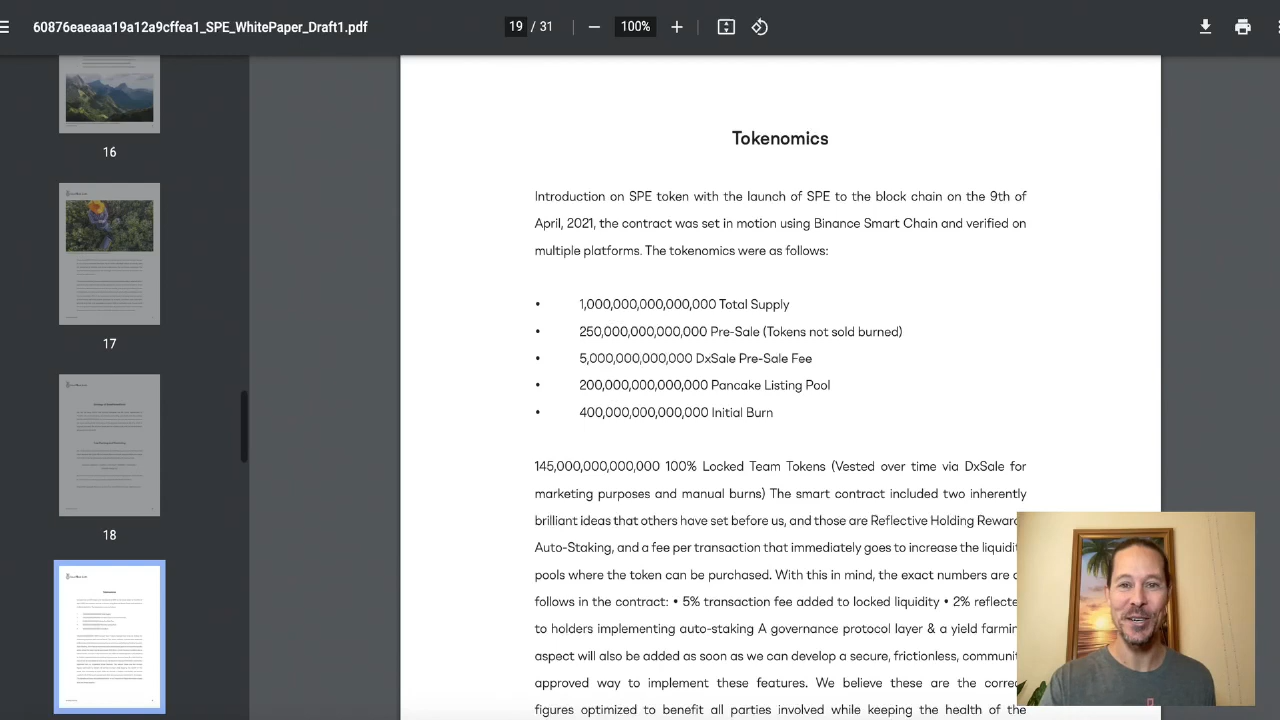 60876eaeaaa19a12a9cffea1_SPE_WhitePaper_Draft1.pdf
19 / 31
100%
16
17
18
Tokenomics
Introduction on SPE token with the launch of SPE to the block chain on the 9th of
April, 2021, the contract was set in motion using Binance Smart Chain and verified on
multiple platforms. The tokenomics were as follows:
• 1,000,000,000,000,000 Total Supply
• 250,000,000,000,000 Pre-Sale (Tokens not sold burned)
• 5,000,000,000,000 DxSale Pre-Sale Fee
• 200,000,000,000,000 Pancake Listing Pool
• 400,000,000,000,000 Initial Burn
145,000,000,000,000 100% Locked Team Tokens (Vested over time via DxSale for
marketing purposes and manual burns) The smart contract included two inherently
brilliant ideas that others have set before us, and those are Reflective Holding Reward
Auto-Staking, and a fee per transaction that immediately goes to increase the liquidit
pools where the token can be purchased. With this in mind, the exact numbers are
follows in the contract: • 5% transaction fee added to locked liquidity • 2% reflecte
to holders implementing auto-staking A governance protocol layer & a yield farmin
will also be added as soon as we can find a secure, frictionless, and
approved way to implement these features. We believe these are the correc
figures optimized to benefit all parties involved while keeping the health of the